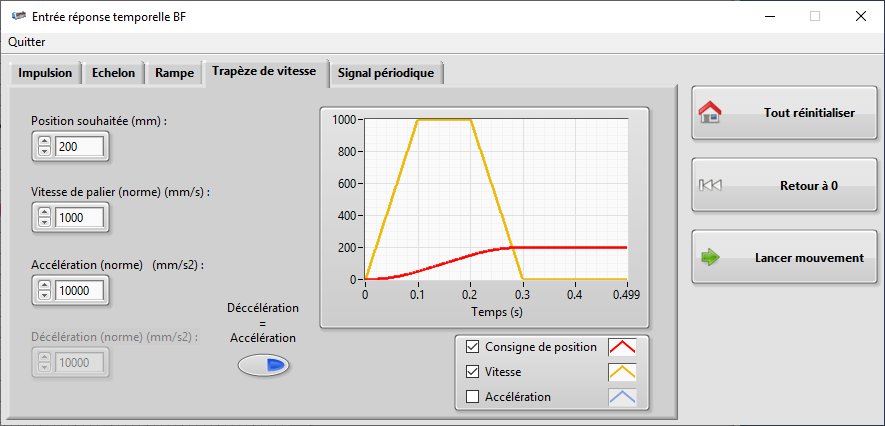 Entrée réponse temporelle BF
Quitter
Impulsion Echelon Rampe Trapèze de vitesse Signal périodique
Position souhaitée (mm) :
200
Vitesse de palier (norme) (mm/s) :
1000
Accélération (norme) (mm/s2) :
10000
Décélération (norme) (mm/s2) :
10000
Déccélération
=
Accélération
1000
800
600
400
200
0
0 0.1 0.2 0.3 0.4 0.499
Temps (s)
Consigne de position
Vitesse
Accélération
Tout réinitialiser
Retour à 0
Lancer mouvement